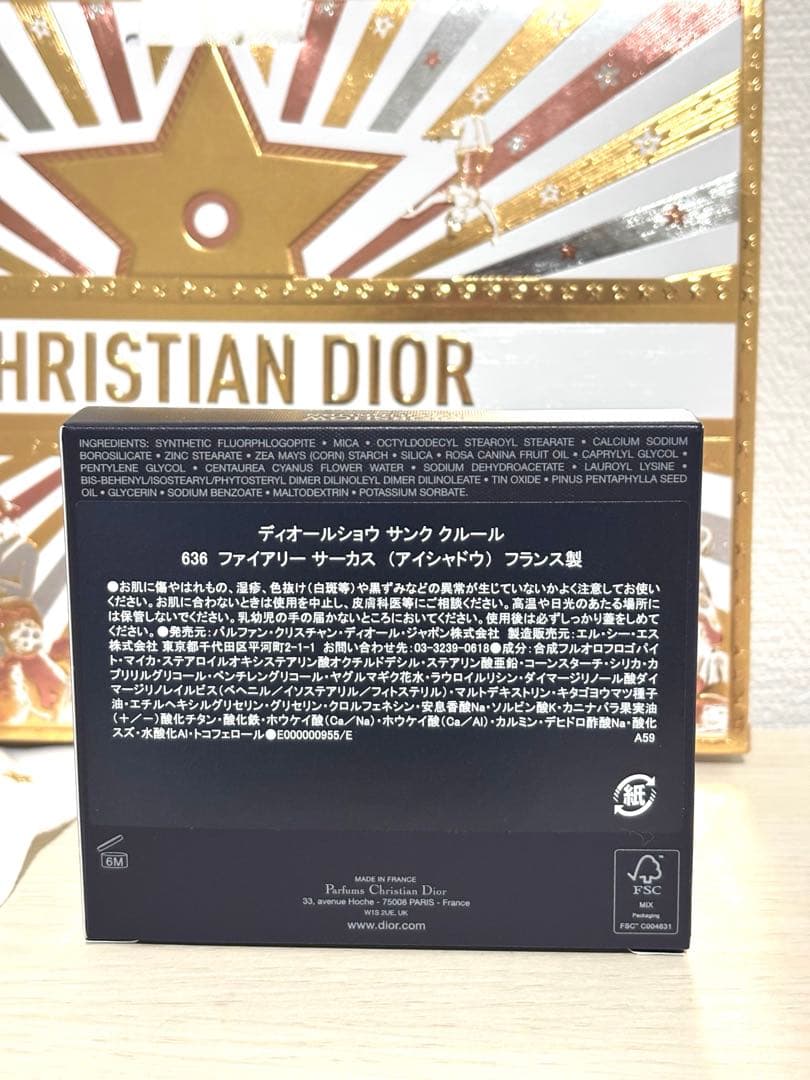 HRISTIAN DIOR
INGREDIENTS: SYNTHETIC FLUORPHLOGOPITE • MICA • OCTYLDODECYL STEAROYL STEARATE • CALCIUM SODIUM
BOROSILICATE • ZINC STEARATE • ZEA MAYS (CORN) STARCH • SILICA • ROSA CANINA FRUIT OIL • CAPRYLYL GLYCOL •
PENTYLENE GLYCOL • CENTAUREA CYANUS FLOWER WATER • SODIUM DEHYDROACETATE • LAUROYL LYSINE •
BIS-BEHENYL/ISOSTEARYL/PHYTOSTERYL DIMER DILINOLEYL DIMER DILINOLEATE • TIN OXIDE • PINUS PENTAPHYLLA SEED
OIL • GLYCERIN • SODIUM BENZOATE • MALTODEXTRIN • POTASSIUM SORBATE.
ディオールショウ サンク クルール
636 ファイアリー サーカス（アイシャドウ）フランス製
●お肌に傷やはれもの、湿疹、色抜け(白斑等)や黒ずみなどの異常が生じていないかよく注意してお使い
ください。お肌に合わないときは使用を中止し、皮膚科医等にご相談ください。高温や日光のあたる場所に
は保管しないでください。乳幼児の手の届かないところにおいてください。使用後は必ずしっかり蓋をしめて
ください。●発売元:パルファン・クリスチャン・ディオール・ジャポン株式会社 製造販売元:エル・シー・エス
株式会社 東京都千代田区平河町2-1-1 お問い合わせ先:03-3239-0618●成分:合成フルオロフロゴパイ
ト・マイカ・ステアロイルオキシステアリン酸オクチルドデシル・ステアリン酸亜鉛・コーンスターチ・シリカ・カ
プリリルグリコール・ペンチレングリコール・ヤグルマギク花水・ラウロイルリシン・ダイマージリノール酸ダイ
マージリノレイルビス(ベヘニル/イソステアリル/フィトステリル)・マルトデキストリン・キタゴヨウマツ種子
油・エチルヘキシルグリセリン・グリセリン・クロルフェネシン・安息香酸Na・ソルビン酸K・カニナバラ果実油
(+/−)酸化チタン・酸化鉄・ホウケイ酸(Ca/Na)・ホウケイ酸(Ca/Al)・カルミン・デヒドロ酢酸Na・酸化
スズ・水酸化Al・トコフェロール●E000000955/E
A59
紙
6M
MADE IN FRANCE
Parfums Christian Dior
33, avenue Hoche - 75008 PARIS - France
W1S 2UE, UK
www.dior.com
FSC
MIX
Packaging
FSC™ C004831